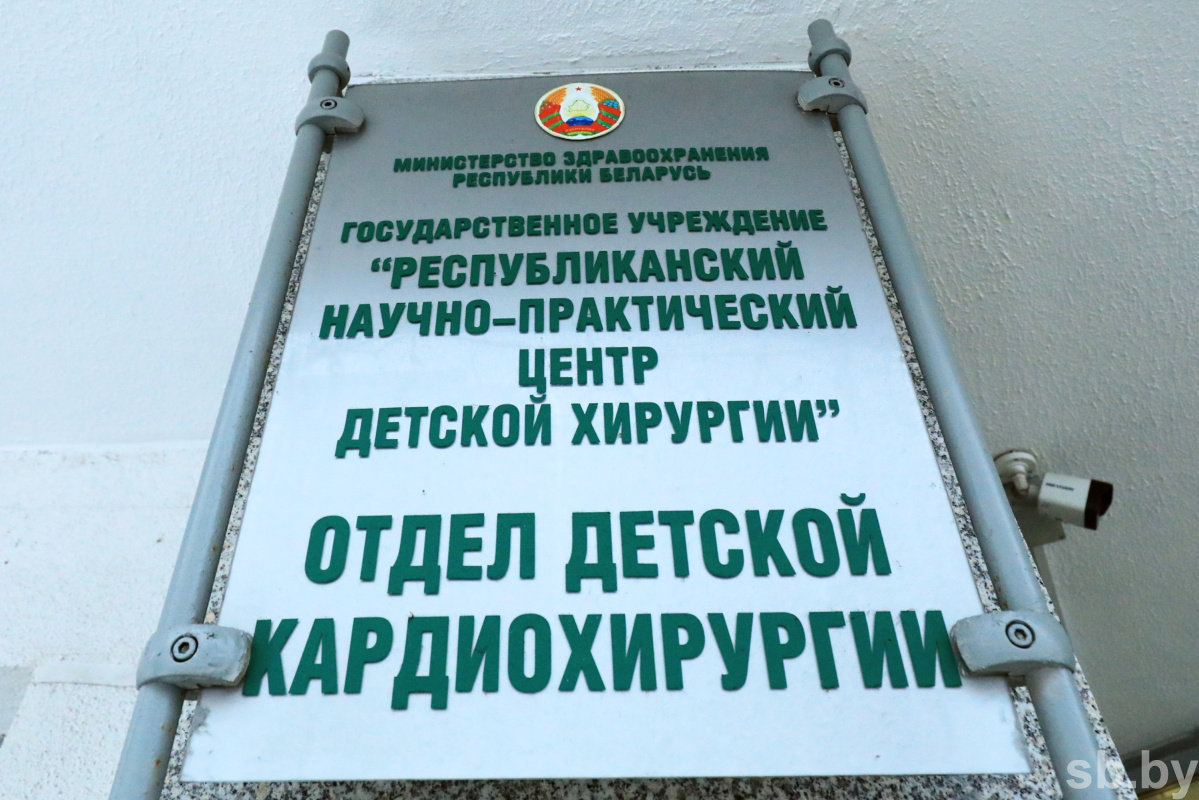 МИНИСТЕРСТВО ЗДРАВООХРАНЕНИЯ
РЕСПУБЛИКИ БЕЛАРУСЬ
ГОСУДАРСТВЕННОЕ УЧРЕЖДЕНИЕ
“РЕСПУБЛИКАНСКИЙ
НАУЧНО–ПРАКТИЧЕСКИЙ
ЦЕНТР
ДЕТСКОЙ ХИРУРГИИ”
ОТДЕЛ ДЕТСКОЙ
КАРДИОХИРУРГИИ
sb.by